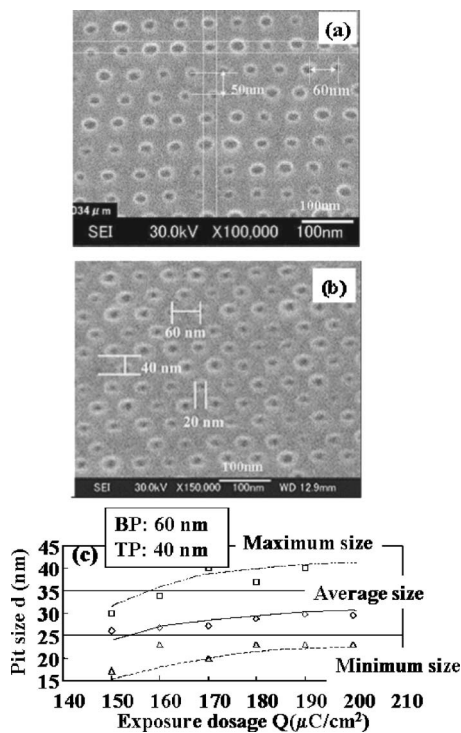 (a)
50nm
60nm
034μm
100nm
SEI 30.0kV X100,000 100nm
(b)
60 nm
40 nm
20 nm
100nm
SEI 30.0kV X150.000 100nm WD 12.9mm
(c)
BP: 60 nm
TP: 40 nm
Maximum size
Average size
Minimum size
Pit size d (nm)
45
40
35
30
25
20
15
140 150 160 170 180 190 200 210
Exposure dosage Q(μC/cm²)